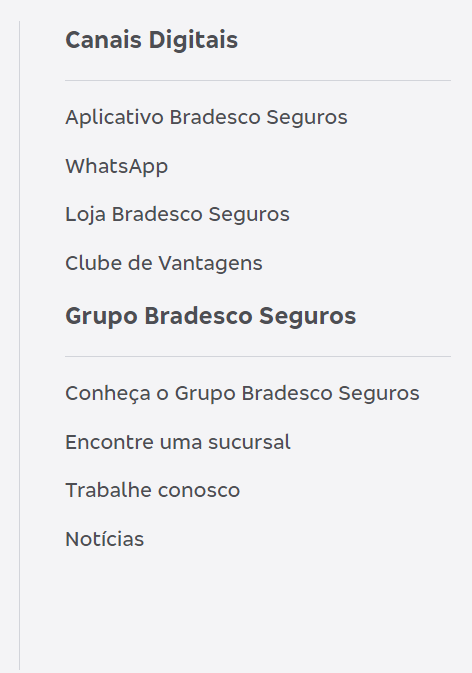 Canais Digitais
Aplicativo Bradesco Seguros
WhatsApp
Loja Bradesco Seguros
Clube de Vantagens
Grupo Bradesco Seguros
Conheça o Grupo Bradesco Seguros
Encontre uma sucursal
Trabalhe conosco
Notícias